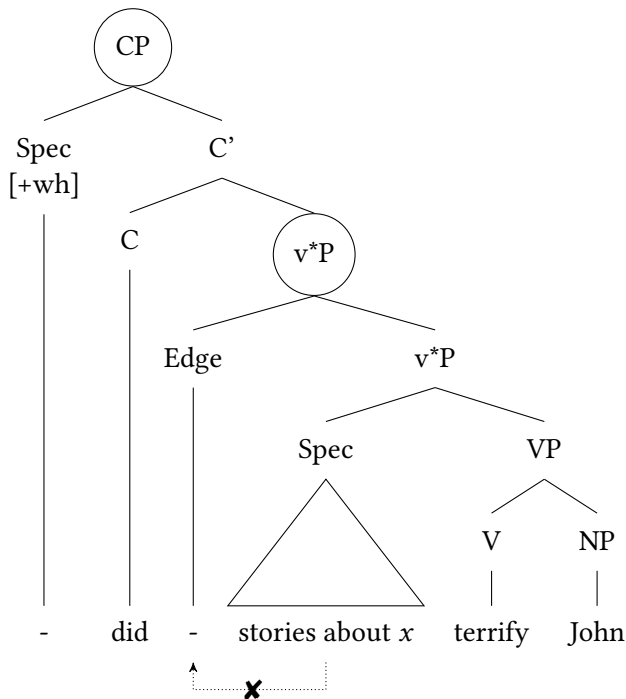 CP
Spec C’
[+wh]
C v*P
Edge v*P
Spec VP
V NP
- did - stories about x terrify John
✘